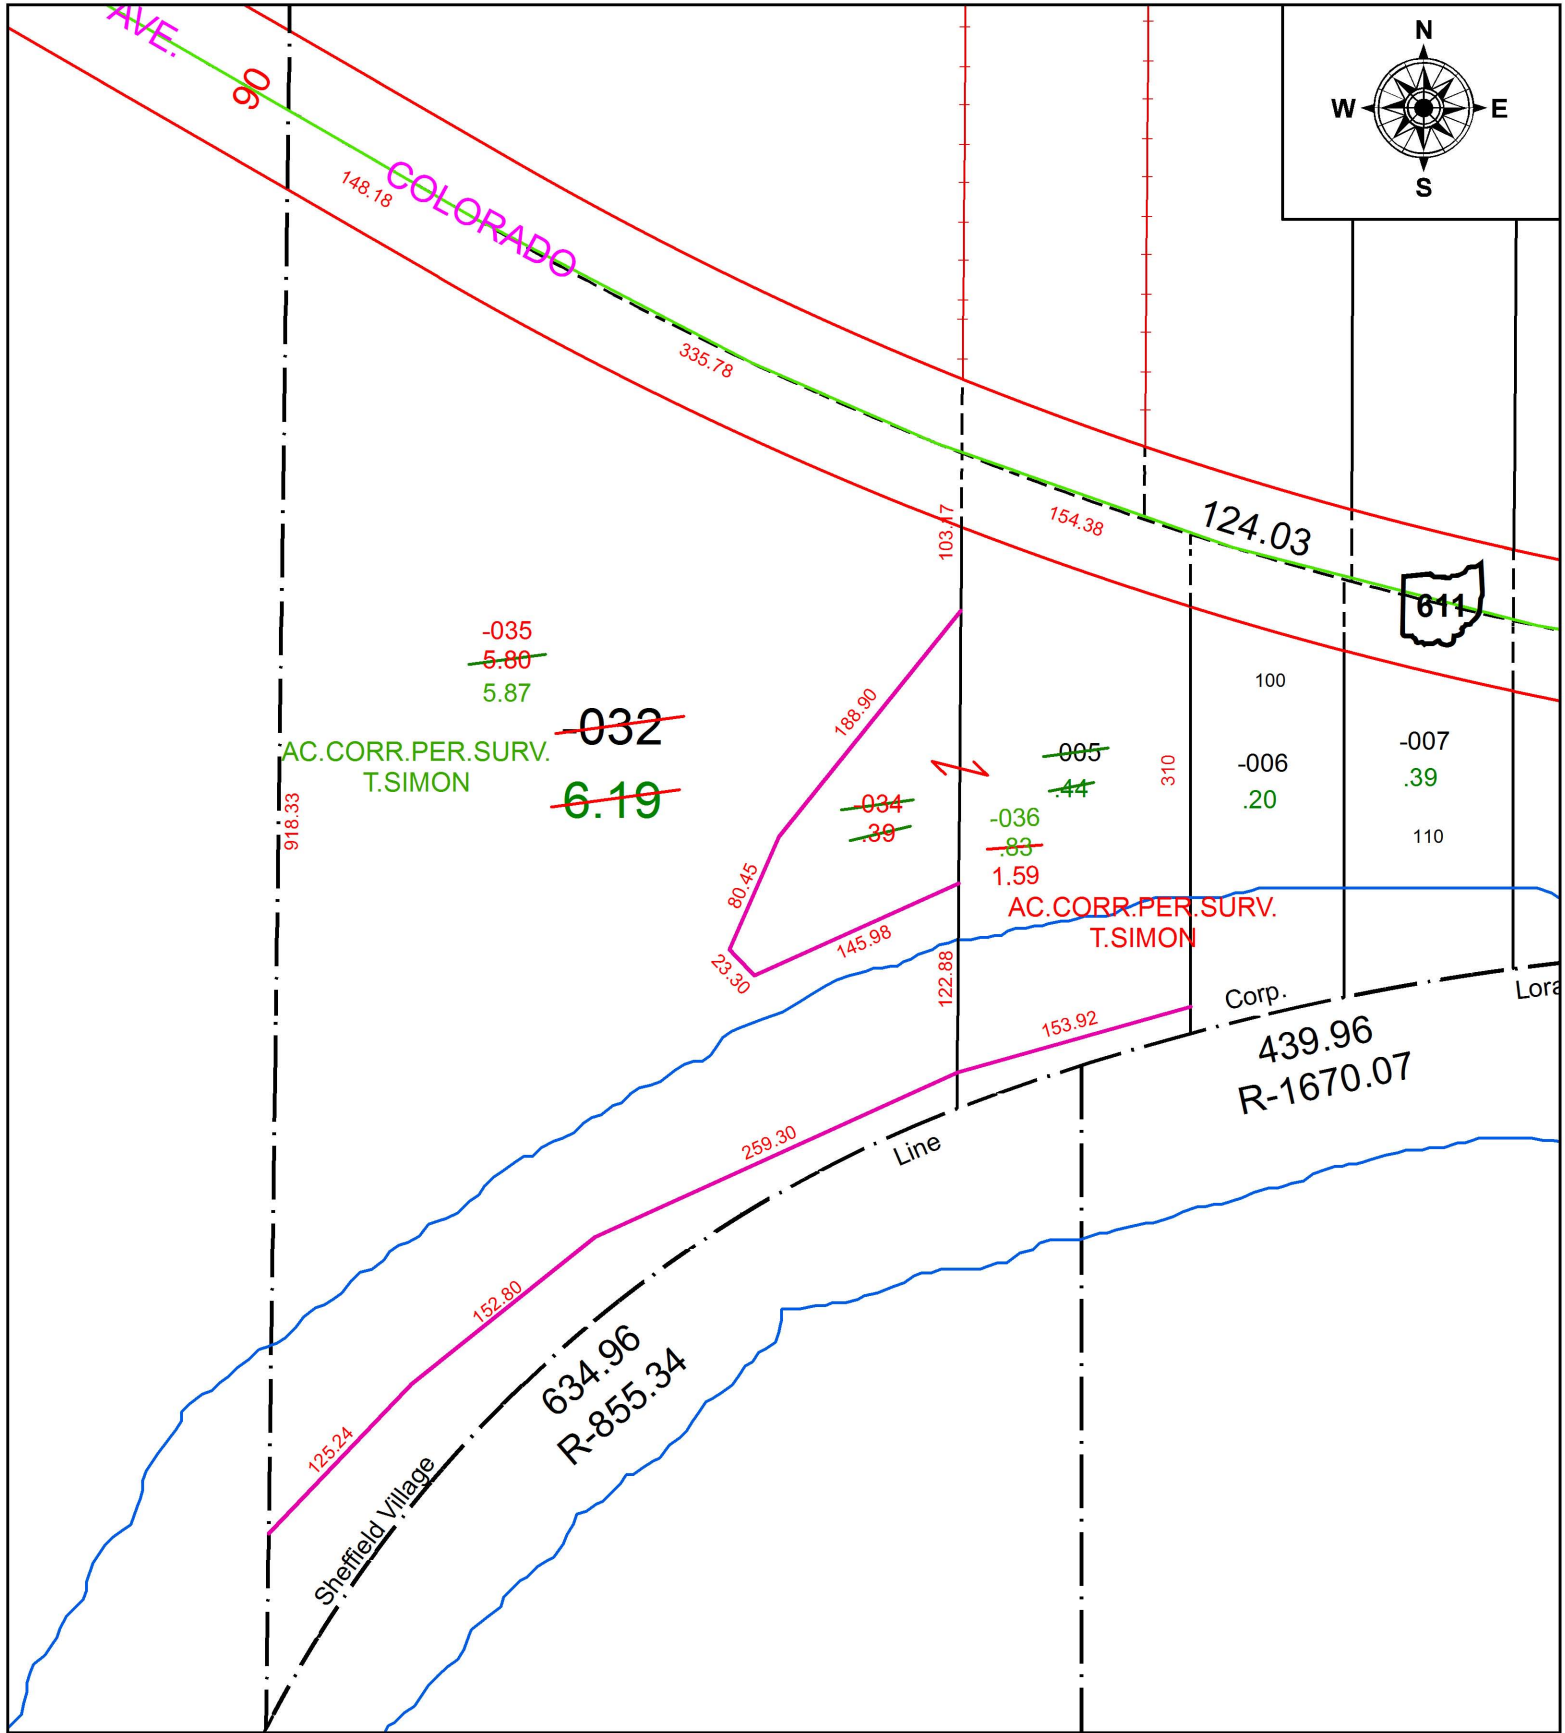 AVE.
90
N
W
E
S
148.18
COLORADO
335.78
103.17
154.38
124.03
611
-035
5.80
5.87
-032
6.19
AC.CORR.PER.SURV.
T.SIMON
918.33
188.90
-034
.39
80.45
23.30
145.98
122.88
-005
.44
-036
.83
1.59
AC.CORR.PER.SURV.
T.SIMON
310
100
-006
.20
-007
.39
110
153.92
Corp.
Lora
439.96
R-1670.07
259.30
Line
152.80
634.96
R-855.34
125.24
Sheffield Village